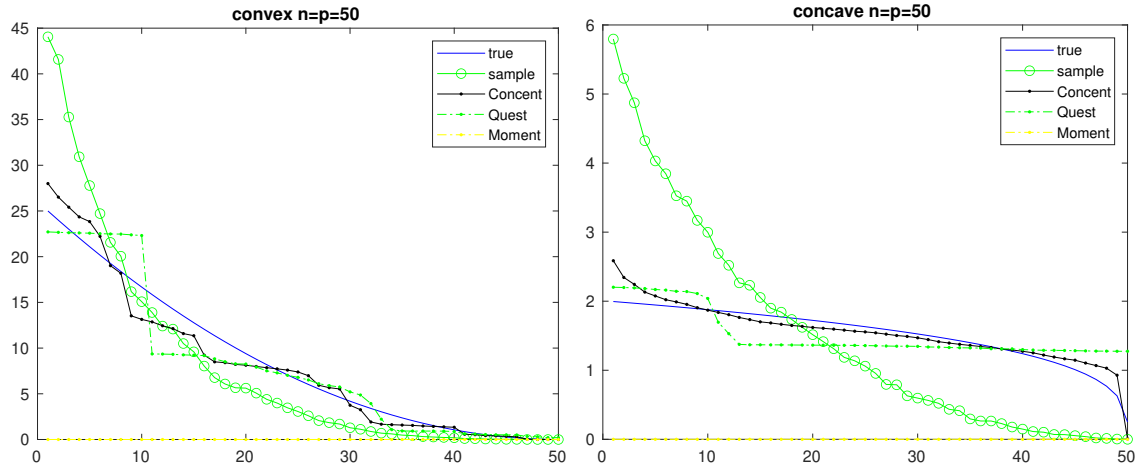 convex n=p=50
45
40
35
30
25
20
15
10
5
0
0 10 20 30 40 50
true
sample
Concent
Quest
Moment
concave n=p=50
6
5
4
3
2
1
0
0 10 20 30 40 50
true
sample
Concent
Quest
Moment